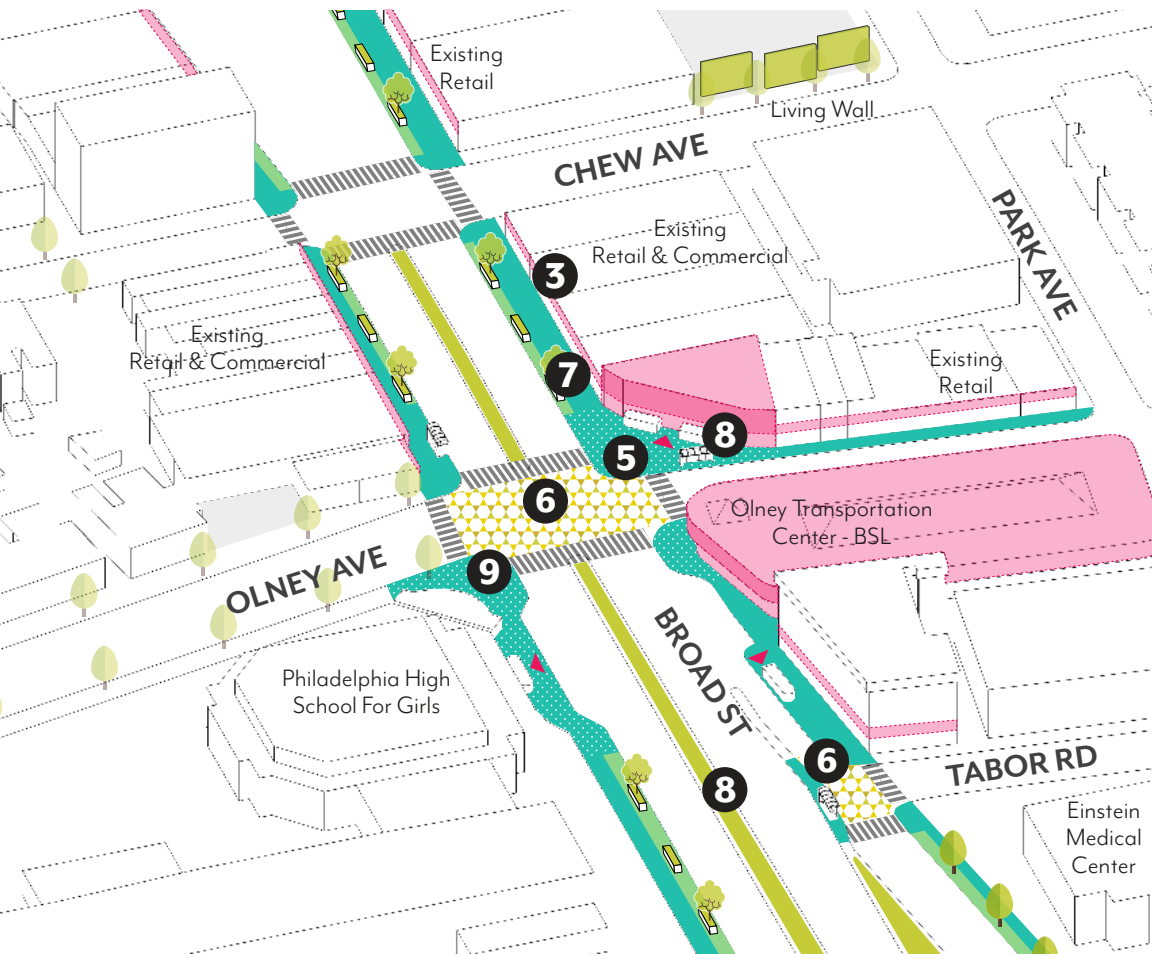 Existing
Retail
Living Wall
CHEW AVE
PARK AVE
Existing
Retail & Commercial
3
Existing
Retail & Commercial
Existing
Retail
7
8
5
6
Olney Transportation
Center - BSL
9
OLNEY AVE
BROAD ST
Philadelphia High
School For Girls
6
TABOR RD
8
Einstein
Medical
Center